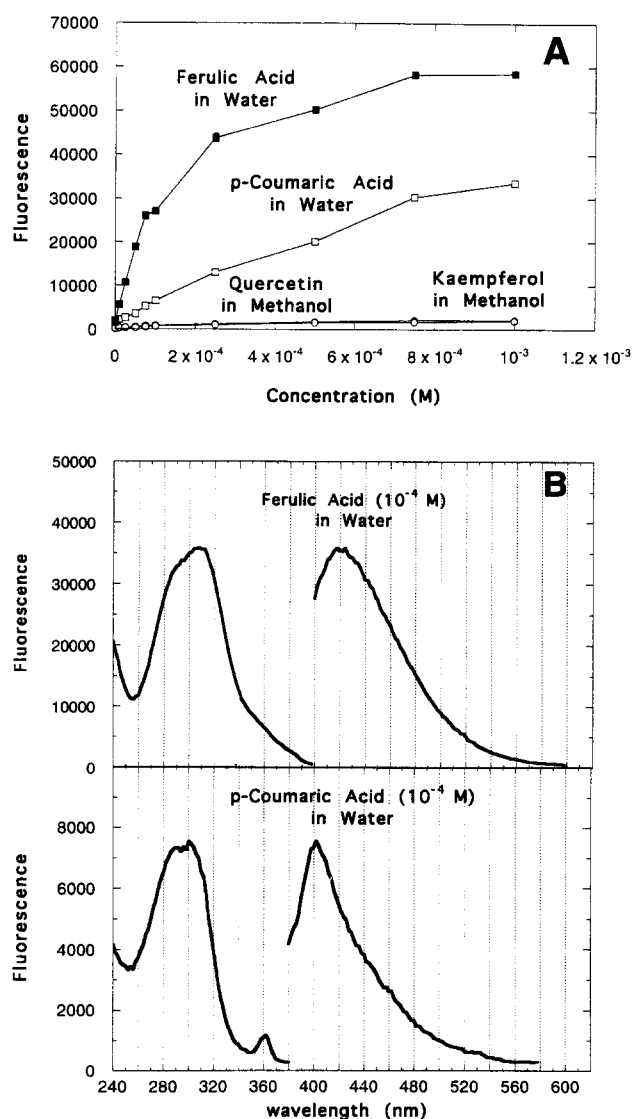 A
70000
60000
50000
40000
30000
20000
10000
0
Fluorescence
Ferulic Acid
in Water
p-Coumaric Acid
in Water
Quercetin
in Methanol
Kaempferol
in Methanol
0 2 x 10⁻⁴ 4 x 10⁻⁴ 6 x 10⁻⁴ 8 x 10⁻⁴ 10⁻³ 1.2 x 10⁻³
Concentration (M)
B
50000
40000
30000
20000
10000
0
Fluorescence
Ferulic Acid (10⁻⁴ M)
in Water
8000
6000
4000
2000
0
Fluorescence
p-Coumaric Acid (10⁻⁴ M)
in Water
240 280 320 360 400 440 480 520 560 600
wavelength (nm)